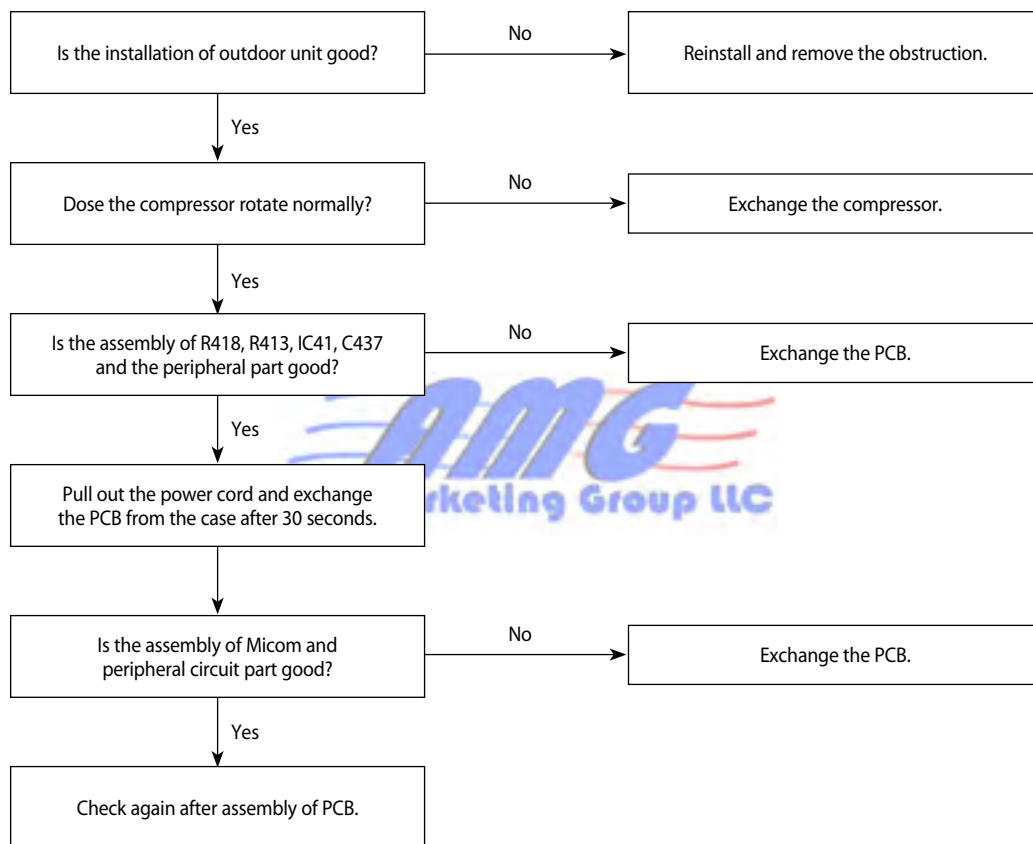 Is the installation of outdoor unit good?
No
Reinstall and remove the obstruction.
Yes
Dose the compressor rotate normally?
No
Exchange the compressor.
Yes
Is the assembly of R418, R413, IC41, C437
and the peripheral part good?
No
Exchange the PCB.
Yes
AMG
Pull out the power cord and exchange
the PCB from the case after 30 seconds.
rketing Group LLC
Is the assembly of Micom and
peripheral circuit part good?
No
Exchange the PCB.
Yes
Check again after assembly of PCB.